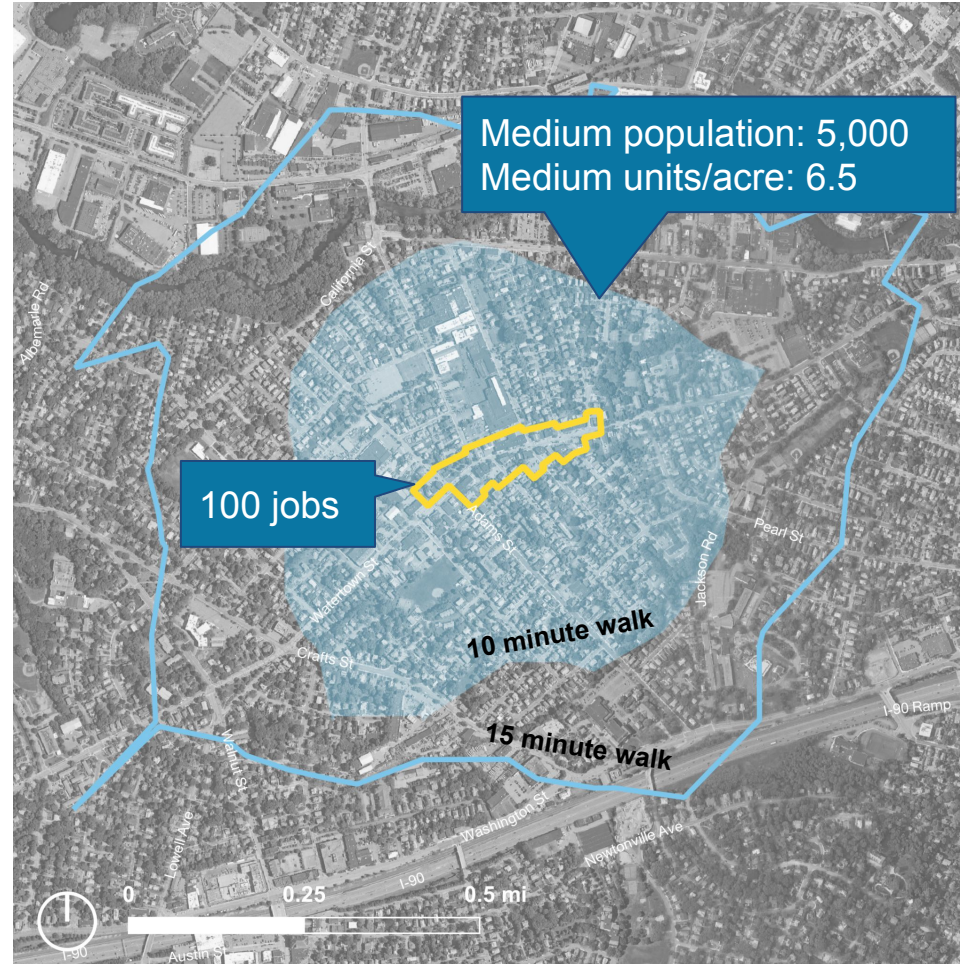 Medium population: 5,000
Medium units/acre: 6.5
California St
Albemarle Rd
100 jobs
Adams St
Pearl St
Jackson Rd
Watertown St
10 minute walk
Crafts St
I-90 Ramp
15 minute walk
Walnut St
Washington St
Newtonville Ave
Lowell Ave
I-90
0 0.25 0.5 mi
I-90
Austin St